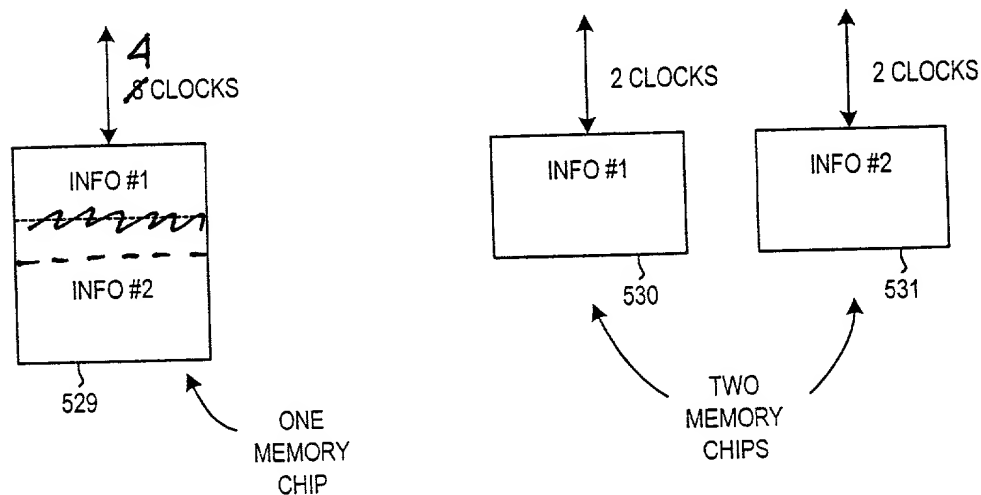 4
8 CLOCKS
INFO #1
INFO #2
529
ONE
MEMORY
CHIP
2 CLOCKS
INFO #1
530
2 CLOCKS
INFO #2
531
TWO
MEMORY
CHIPS